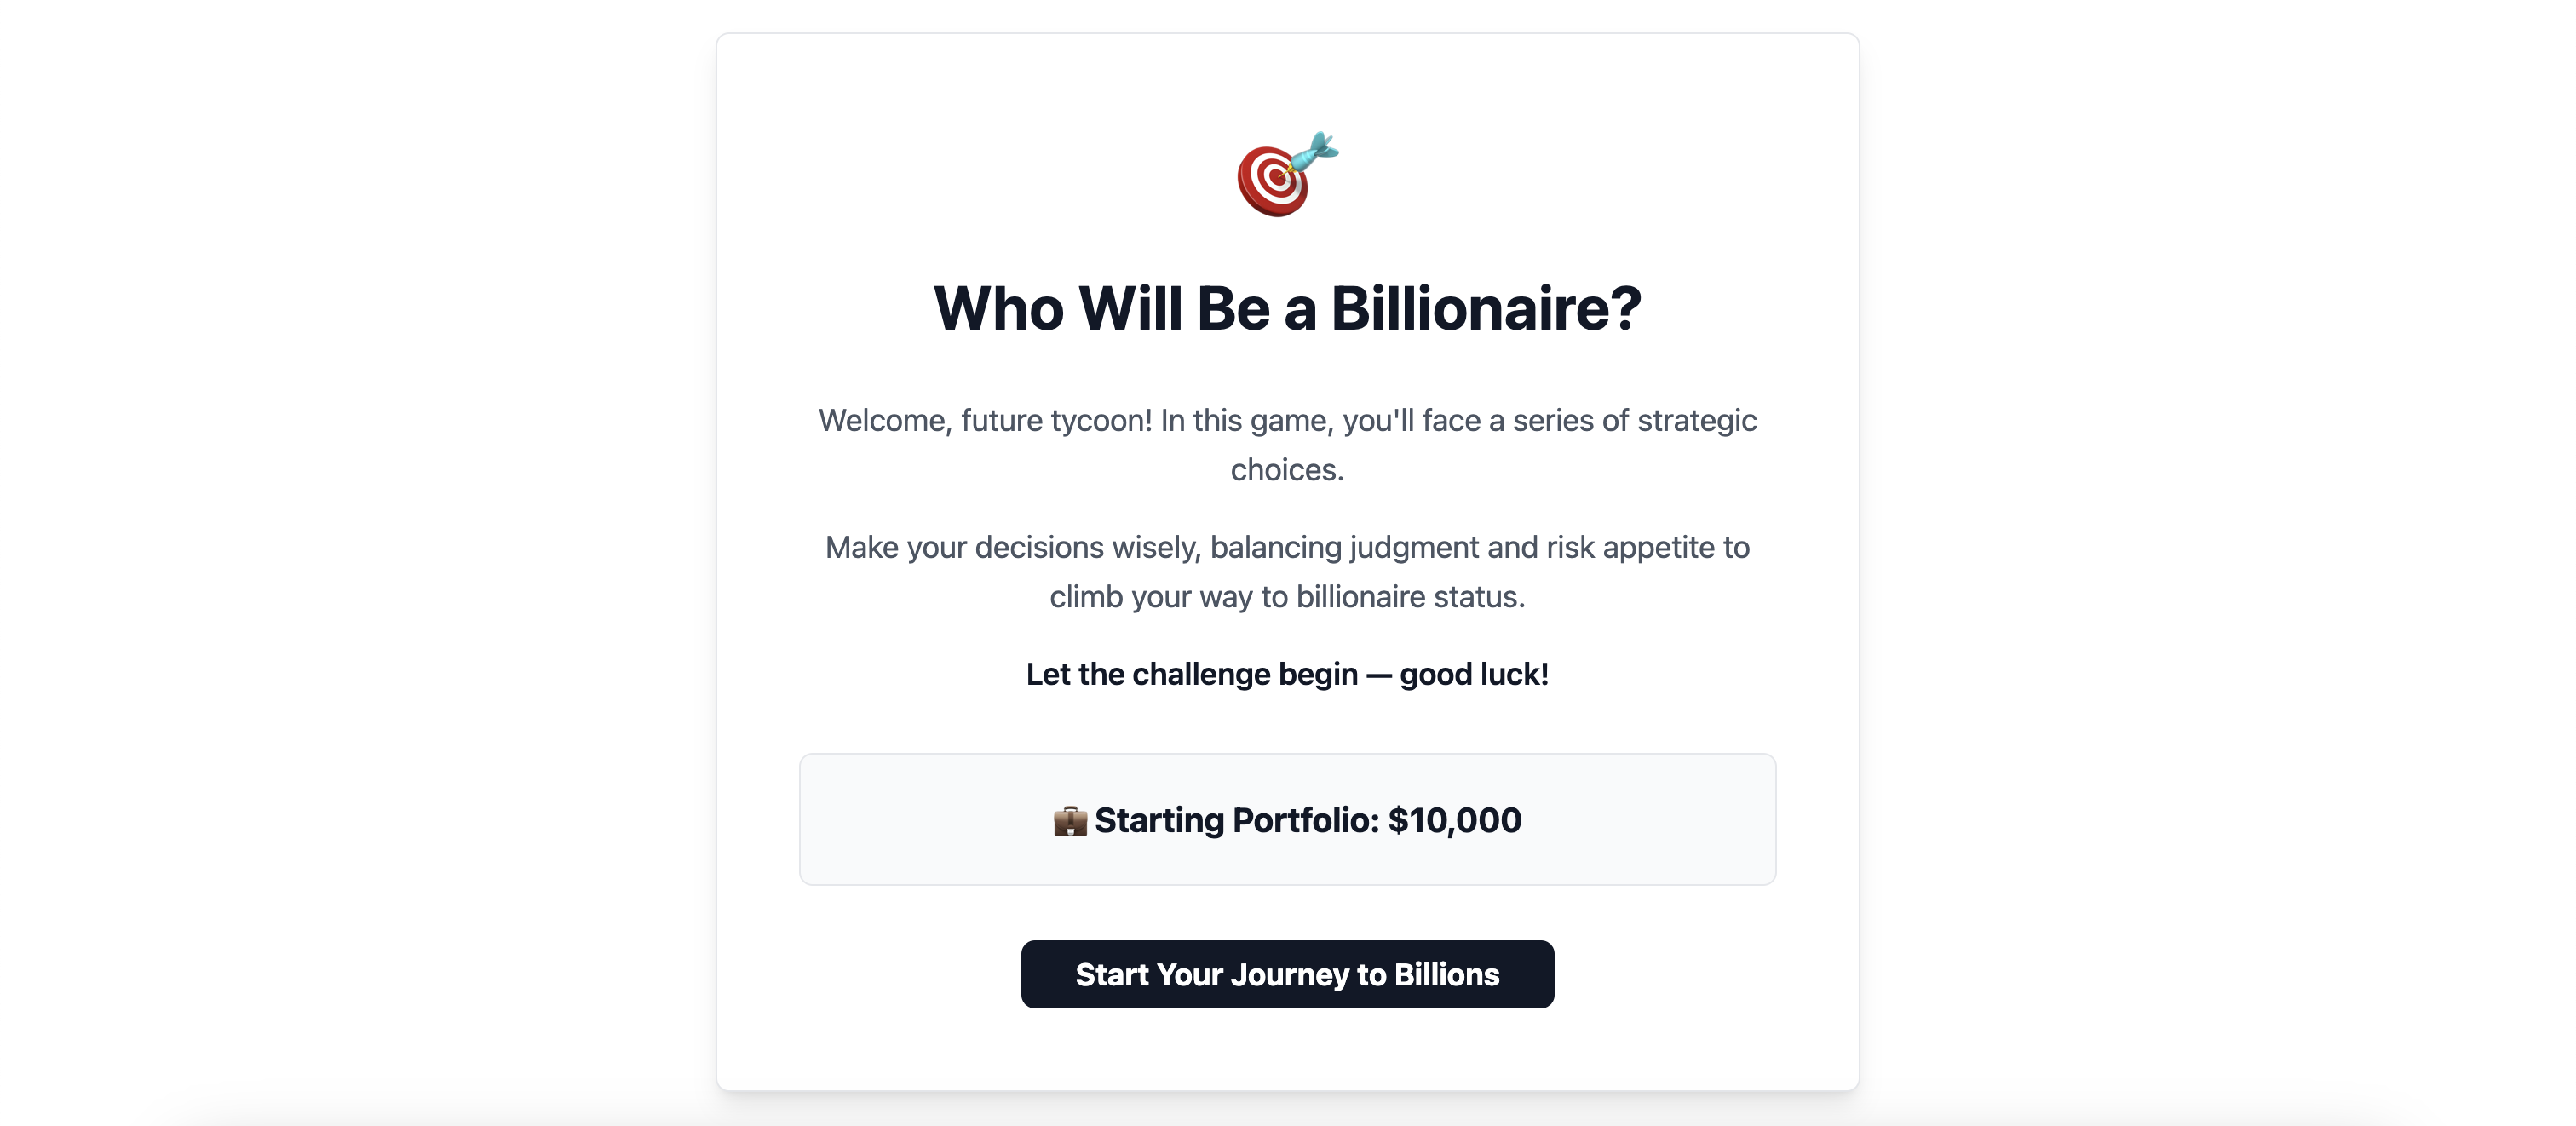 Who Will Be a Billionaire?
Welcome, future tycoon! In this game, you'll face a series of strategic
choices.
Make your decisions wisely, balancing judgment and risk appetite to
climb your way to billionaire status.
Let the challenge begin — good luck!
Starting Portfolio: $10,000
Start Your Journey to Billions